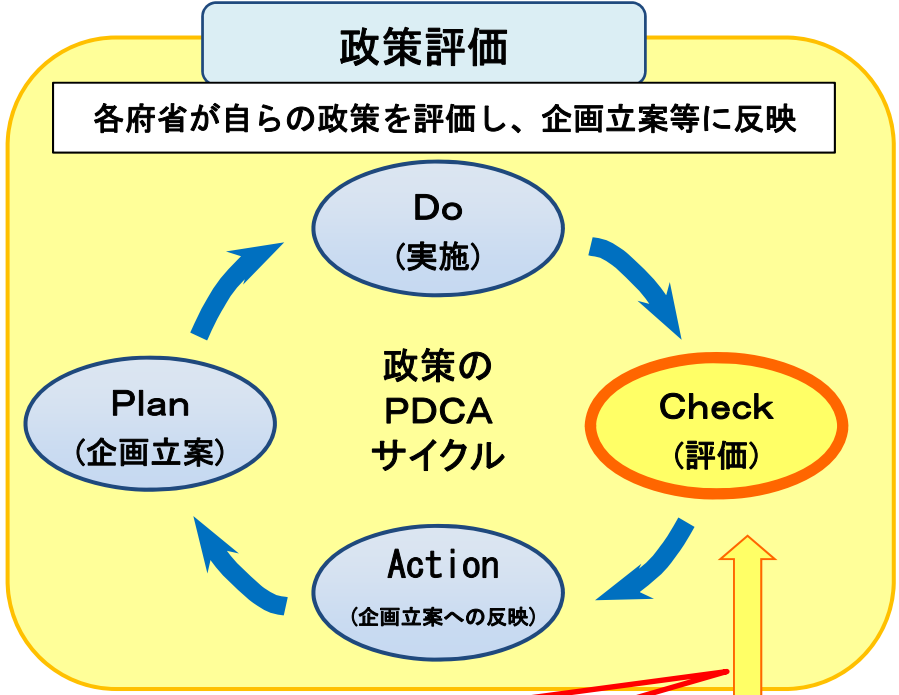 政策評価
各府省が自らの政策を評価し、企画立案等に反映
Do
(実施)
政策の
PDCA
サイクル
Plan
(企画立案)
Check
(評価)
Action
(企画立案への反映)